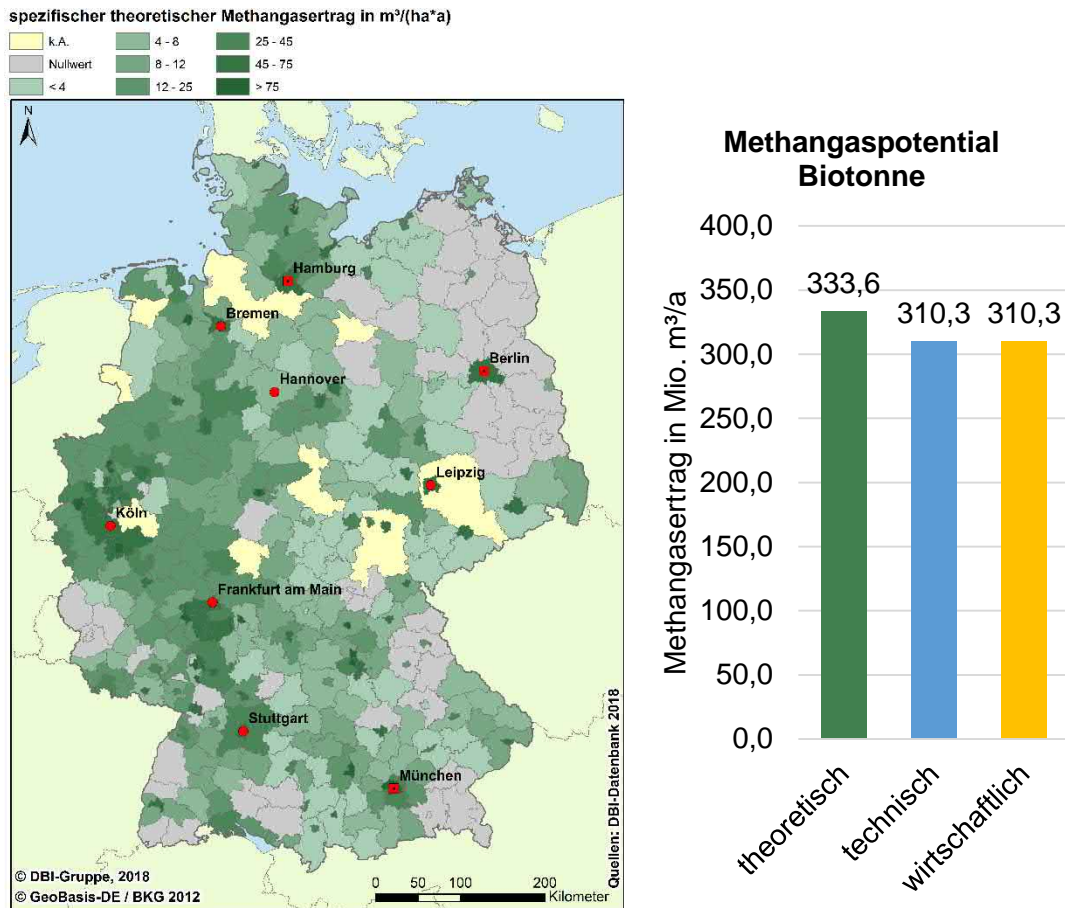 spezifischer theoretischer Methangasertrag in m³/(ha*a)
k.A.
Nullwert
< 4
4 - 8
8 - 12
12 - 25
25 - 45
45 - 75
> 75
N
Hamburg
Bremen
Berlin
Hannover
Leipzig
Köln
Frankfurt am Main
Stuttgart
München
© DBI-Gruppe, 2018
© GeoBasis-DE / BKG 2012
0 50 100 200
Kilometer
Quellen: DBI-Datenbank 2018
Methangaspotential
Biotonne
Methangasertrag in Mio. m³/a
400,0
350,0
300,0
250,0
200,0
150,0
100,0
50,0
0,0
333,6
310,3
310,3
theoretisch
technisch
wirtschaftlich